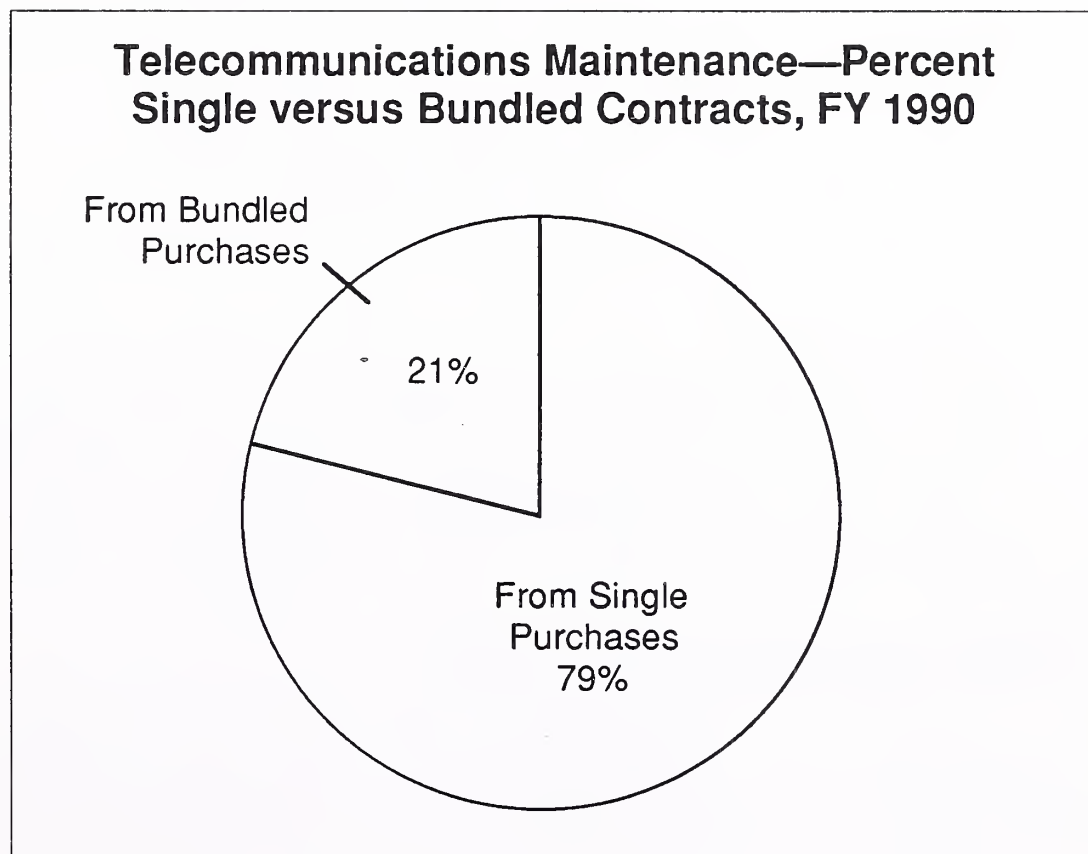 Telecommunications Maintenance—Percent
Single versus Bundled Contracts, FY 1990
From Bundled
Purchases
21%
From Single
Purchases
79%